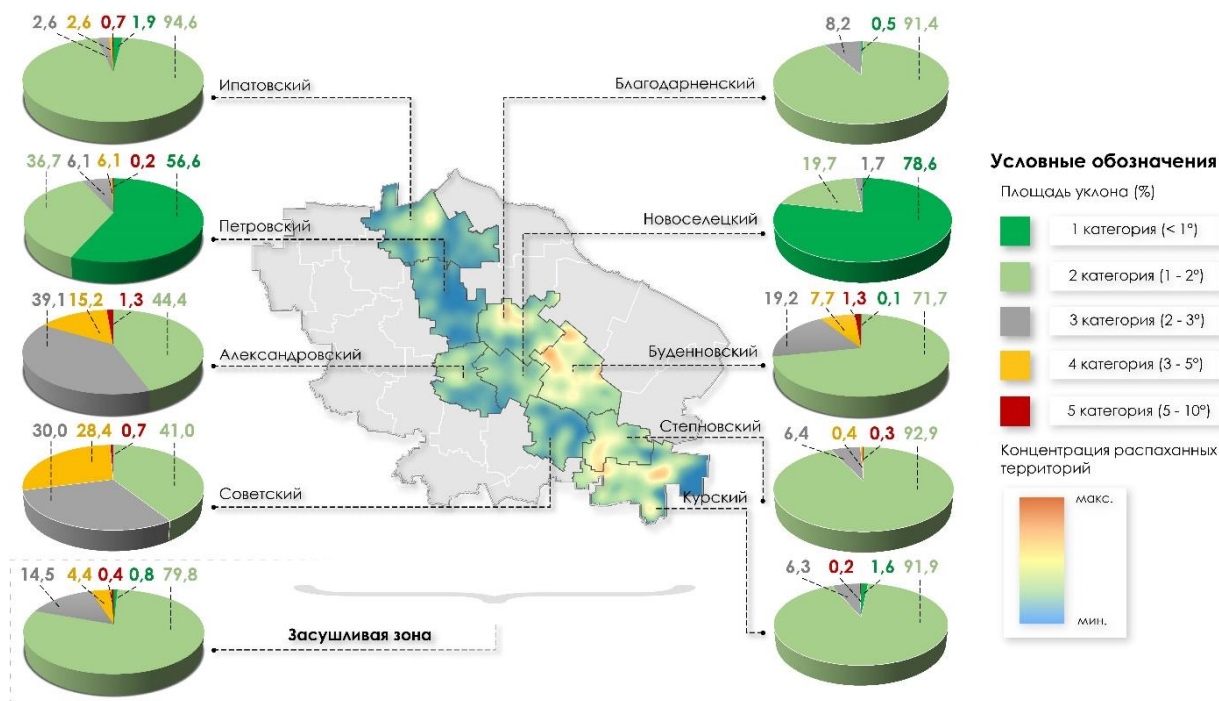 2,6 2,6 0,7 1,9 94,6
Ипатовский
36,7 6,1 6,1 0,2 56,6
Петровский
39,1 15,2 1,3 44,4
Александровский
30,0 28,4 0,7 41,0
Советский
14,5 4,4 0,4 0,8 79,8
Засушливая зона
8,2 0,5 91,4
Благодарненский
19,7 1,7 78,6
Новоселецкий
19,2 7,7 1,3 0,1 71,7
Буденновский
6,4 0,4 0,3 92,9
Степновский
6,3 0,2 1,6 91,9
Курский
Условные обозначения
Площадь уклона (%)
1 категория (< 1°)
2 категория (1 - 2°)
3 категория (2 - 3°)
4 категория (3 - 5°)
5 категория (5 - 10°)
Концентрация распаханных
территорий
макс.
мин.